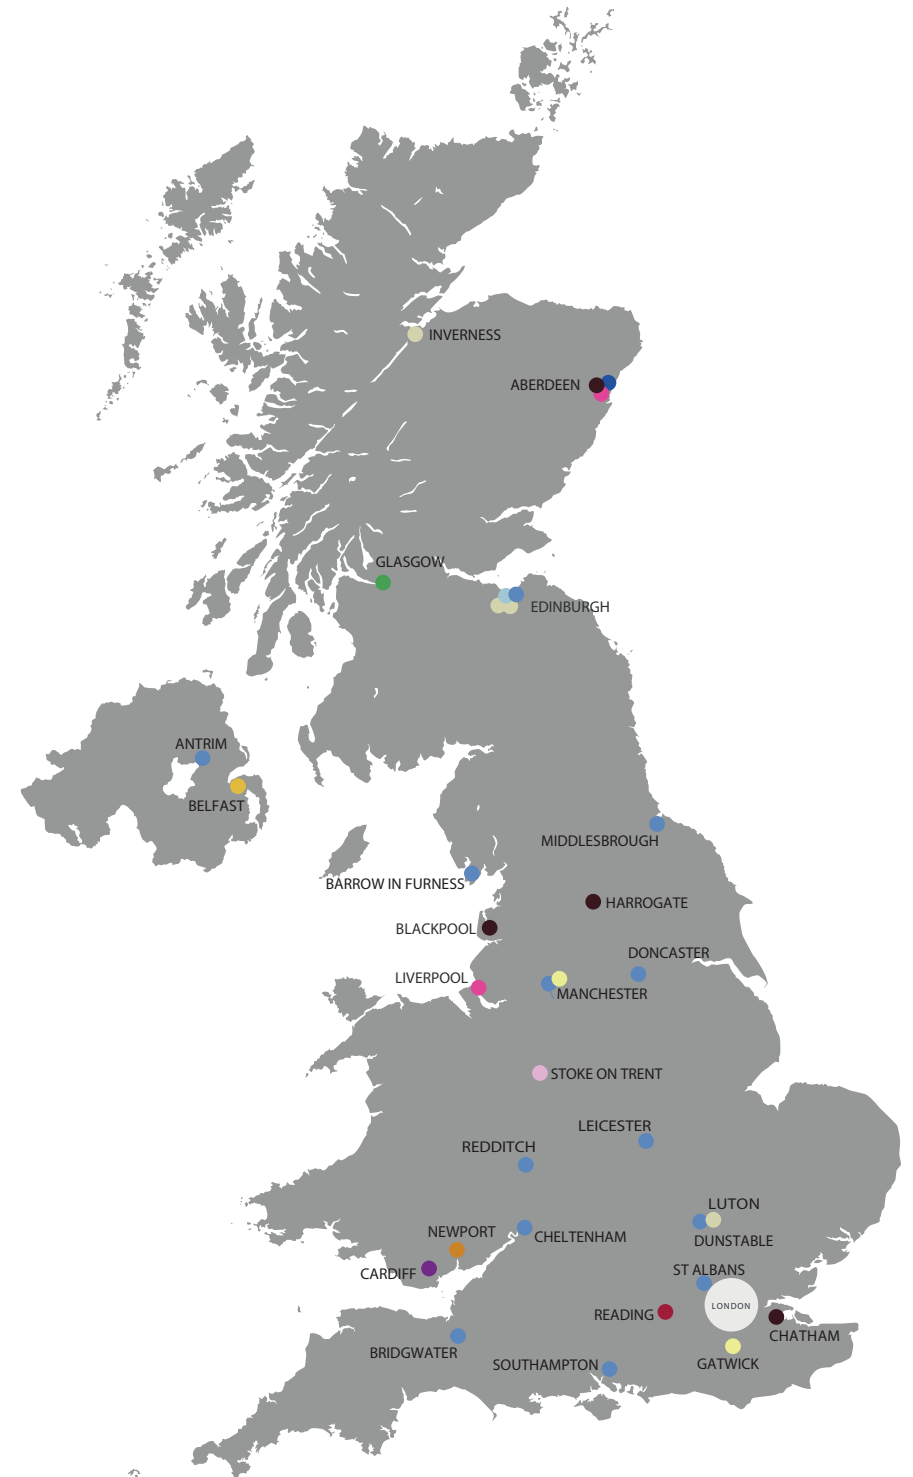 INVERNESS
ABERDEEN
GLASGOW
EDINBURGH
ANTRIM
BELFAST
MIDDLESBROUGH
BARROW IN FURNESS
HARROGATE
BLACKPOOL
DONCASTER
LIVERPOOL
MANCHESTER
STOKE ON TRENT
LEICESTER
REDDITCH
LUTON
NEWPORT
CHELTENHAM
DUNSTABLE
CARDIFF
ST ALBANS
LONDON
READING
CHATHAM
BRIDGWATER
SOUTHAMPTON
GATWICK